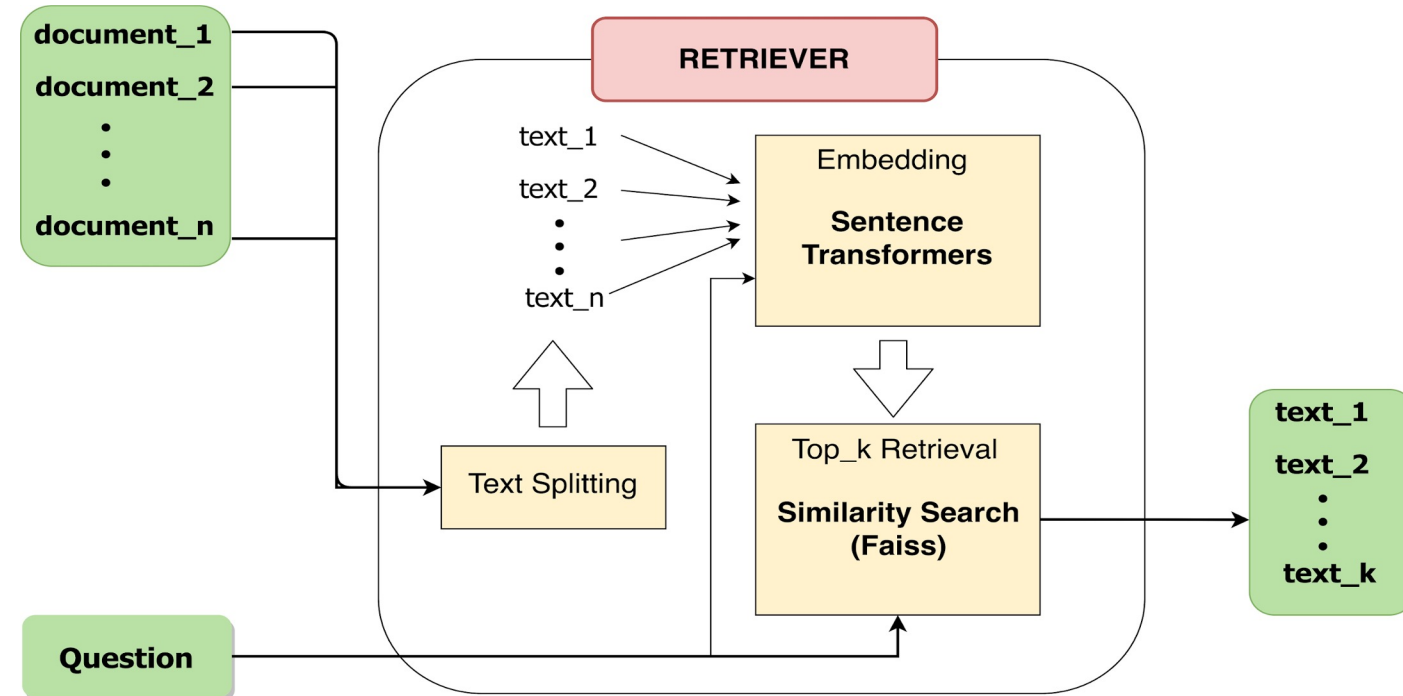 document_1
document_2
document_n
RETRIEVER
text_1
text_2
text_n
Embedding
Sentence
Transformers
Text Splitting
Top_k Retrieval
Similarity Search
(Faiss)
text_1
text_2
text_k
Question